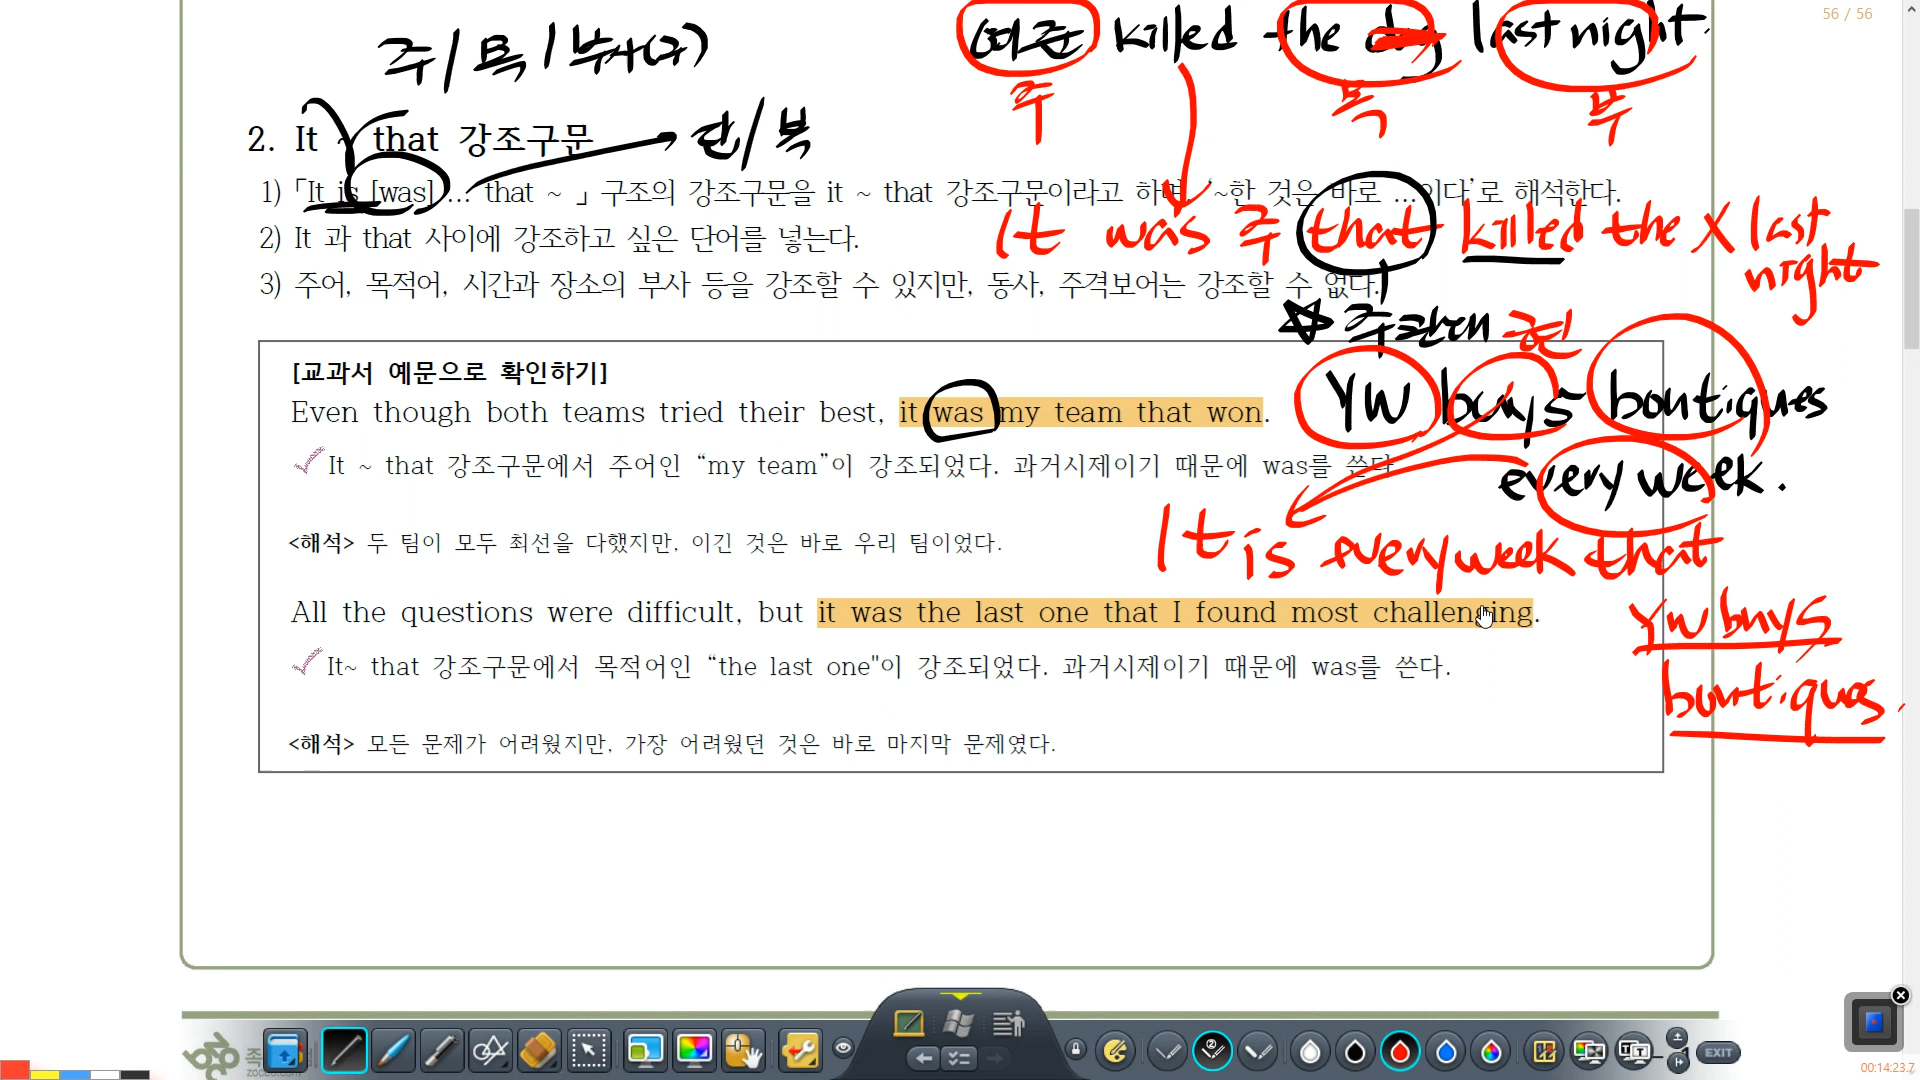 56 / 56
여준 killed the dog last night.
주 목 부
주 / 목 / 부사(구)
2. It ~ that 강조구문 → 단/복
1) 「It is [was] … that ~ 」 구조의 강조구문을 it ~ that 강조구문이라고 하며, ‘~한 것은 바로 …이다’로 해석한다.
It was 주 that killed the X last night
2) It 과 that 사이에 강조하고 싶은 단어를 넣는다.
3) 주어, 목적어, 시간과 장소의 부사 등을 강조할 수 있지만, 동사, 주격보어는 강조할 수 없다.
주관대 현
[교과서 예문으로 확인하기]
YW buys boutiques
every week.
Even though both teams tried their best, it was my team that won.
It ~ that 강조구문에서 주어인 “my team”이 강조되었다. 과거시제이기 때문에 was를 쓴다
<해석> 두 팀이 모두 최선을 다했지만, 이긴 것은 바로 우리 팀이었다.
It is every week that
YW buys
boutiques.
All the questions were difficult, but it was the last one that I found most challenging.
It~ that 강조구문에서 목적어인 “the last one"이 강조되었다. 과거시제이기 때문에 was를 쓴다.
<해석> 모든 문제가 어려웠지만, 가장 어려웠던 것은 바로 마지막 문제였다.
EXIT
00:14:23.7